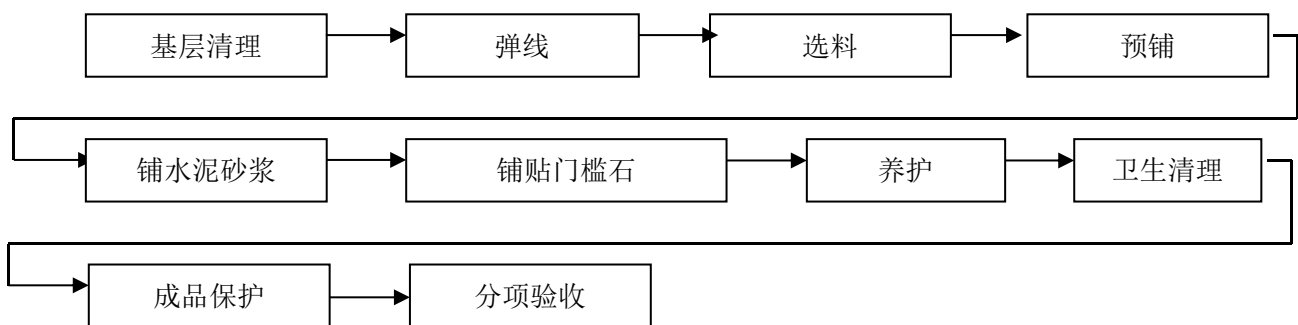 基层清理 弹线 选料 预铺
铺水泥砂浆 铺贴门槛石 养护 卫生清理
成品保护 分项验收